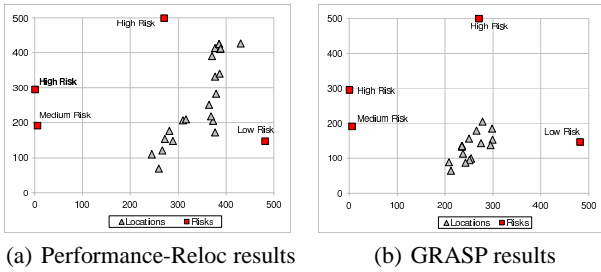 500
400
300
200
100
0
0 100 200 300 400 500
High Risk
High Risk
Medium Risk
Low Risk
Locations Risks
(a) Performance-Reloc results
500
400
300
200
100
0
0 100 200 300 400 500
High Risk
High Risk
Medium Risk
Low Risk
Locations Risks
(b) GRASP results